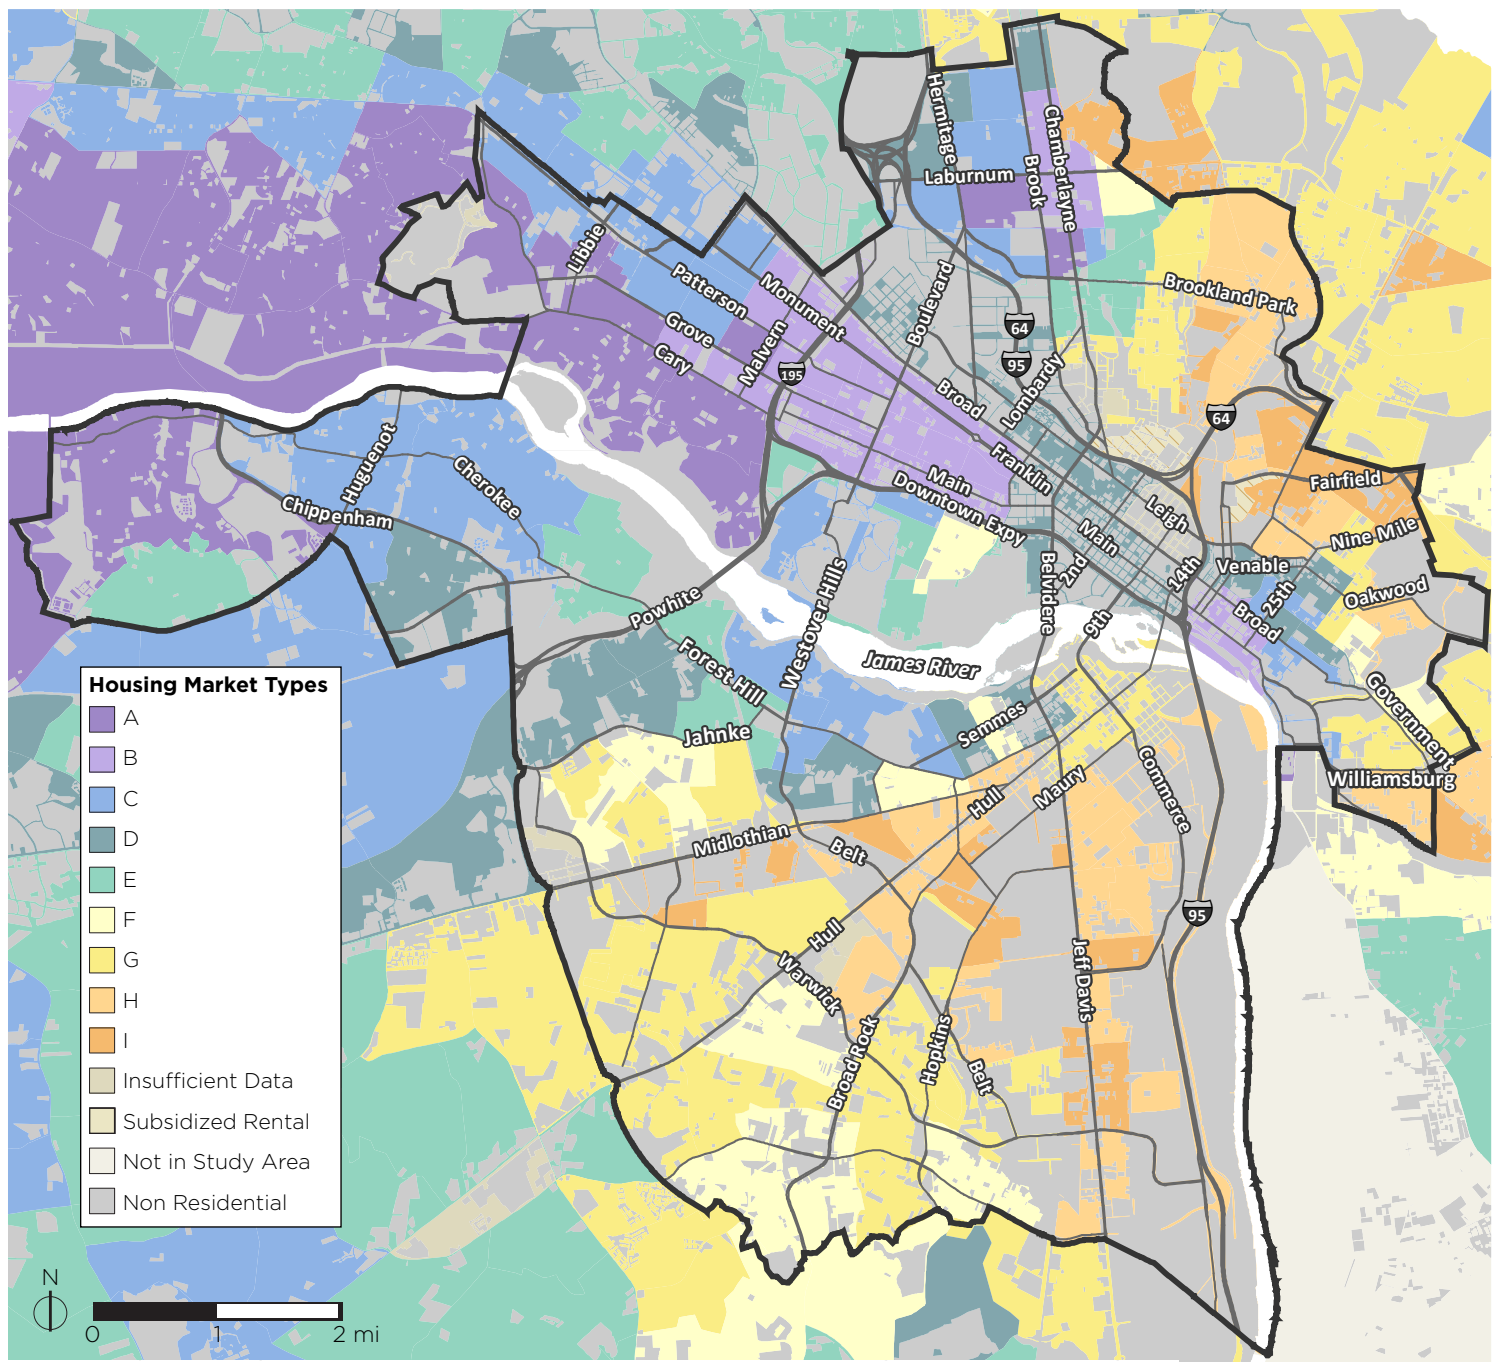 Hermitage
Chamberlayne
Brook
Laburnum
Libbie
Patterson
Monument
Boulevard
Brookland Park
Grove
Cary
Malvern
64
95
195
Lombardy
Broad
64
Huguenot
Cherokee
Chippenham
Franklin
Main
Downtown Expy
Leigh
Fairfield
Main
Nine Mile
Venable
14th
2nd
Belvidere
25th
Oakwood
Broad
Powhite
Westover Hills
9th
James River
Forest Hill
Government
Semmes
Jahnke
Williamsburg
Commerce
Maury
Hull
Midlothian
Belt
95
Hull
Warwick
Jeff Davis
Broad Rock
Hopkins
Belt
Housing Market Types
A
B
C
D
E
F
G
H
I
Insufficient Data
Subsidized Rental
Not in Study Area
Non Residential
N
0 1 2 mi